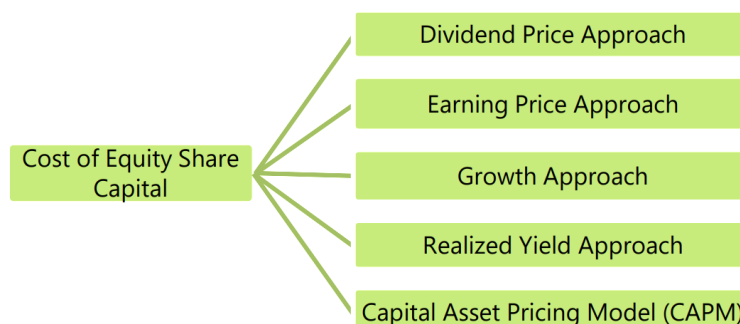 Dividend Price Approach
Earning Price Approach
Cost of Equity Share
Capital
Growth Approach
Realized Yield Approach
Capital Asset Pricing Model (CAPM)